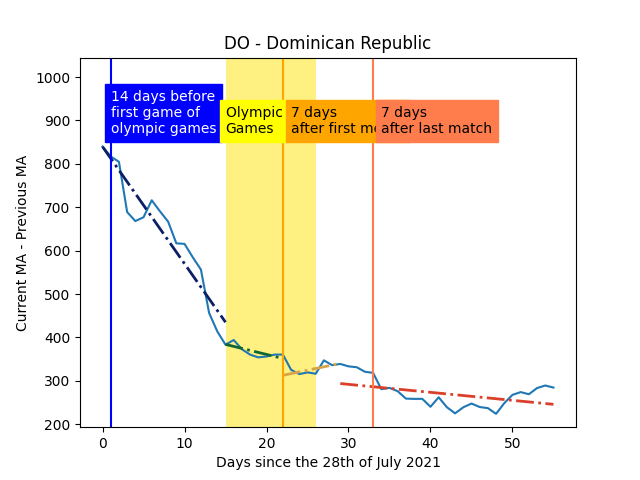 DO - Dominican Republic
Current MA - Previous MA
1000
900
800
700
600
500
400
300
200
14 days before
first game of
olympic games
Olympic
Games
7 days
after first
7 days
after last match
0
10
20
30
40
50
Days since the 28th of July 2021